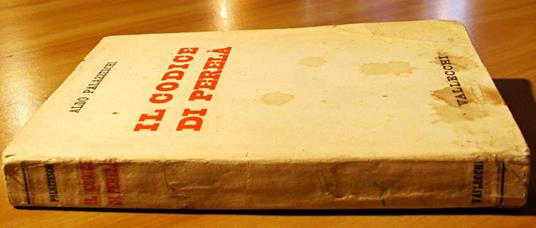 ALDO PALAZZESCHI
IL CODICE
DI PERELÀ
VALLECCHI
PALAZZESCHI
IL CODICE
DI PERELÀ
VALLECCHI